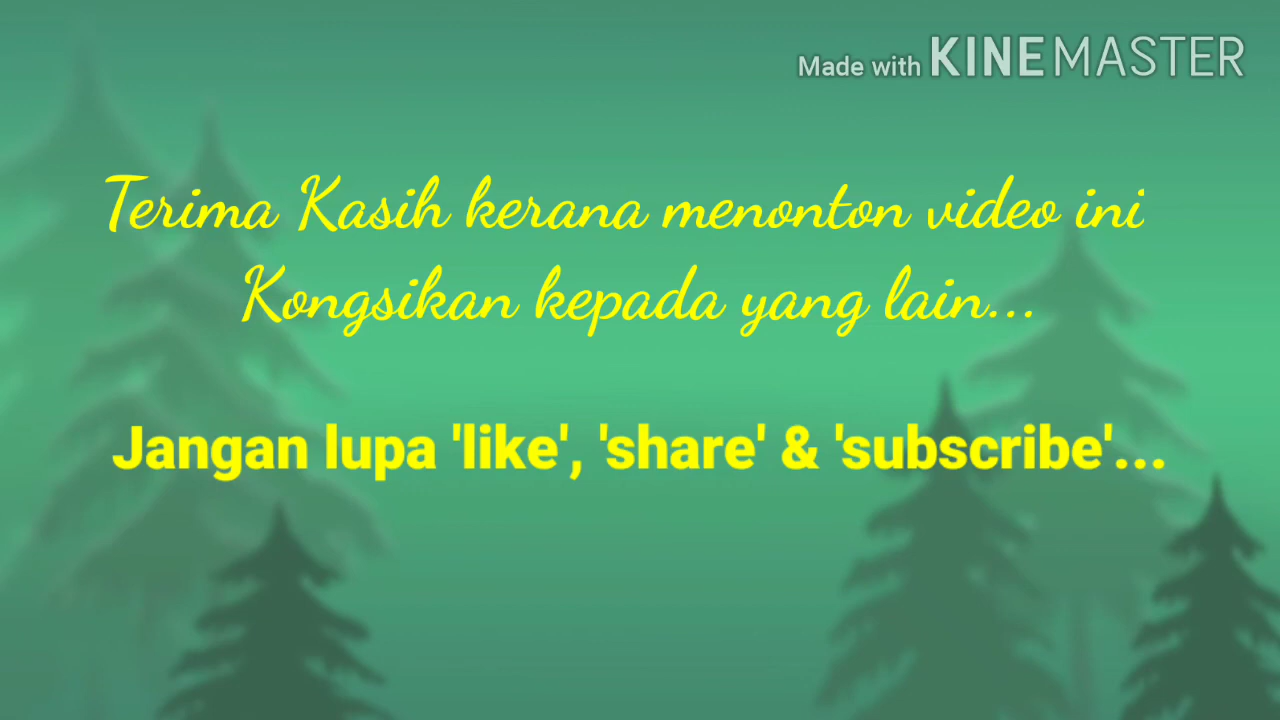 Made with KINEMASTER
Terima Kasih kerana menonton video ini
Kongsikan kepada yang lain...
Jangan lupa 'like', 'share' & 'subscribe'...